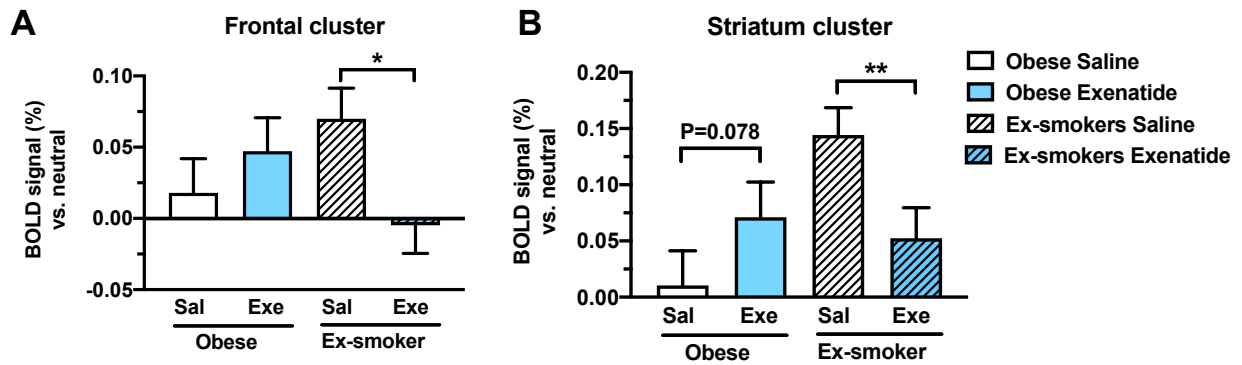 A
Frontal cluster
BOLD signal (%)
vs. neutral
0.10
0.05
0.00
-0.05
*
Sal Exe Sal Exe
Obese Ex-smoker
B
Striatum cluster
BOLD signal (%)
vs. neutral
0.20
0.15
0.10
0.05
0.00
P=0.078
**
Sal Exe Sal Exe
Obese Ex-smoker
Obese Saline
Obese Exenatide
Ex-smokers Saline
Ex-smokers Exenatide